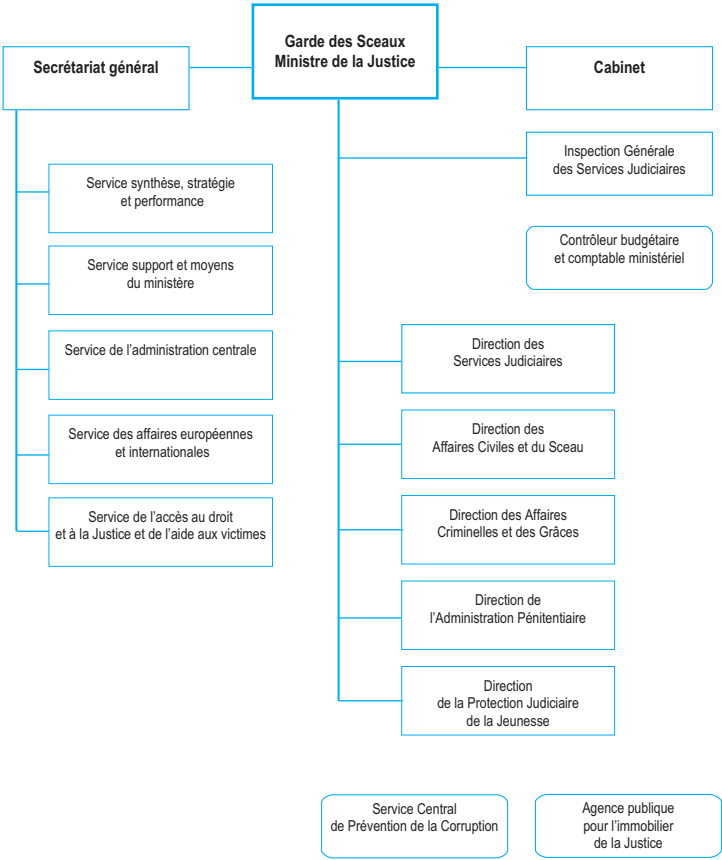 Garde des Sceaux
Ministre de la Justice
Secrétariat général
Cabinet
Inspection Générale
des Services Judiciaires
Service synthèse, stratégie
et performance
Contrôleur budgétaire
et comptable ministériel
Service support et moyens
du ministère
Service de l’administration centrale
Direction des
Services Judiciaires
Service des affaires européennes
et internationales
Direction des
Affaires Civiles et du Sceau
Service de l’accès au droit
et à la Justice et de l’aide aux victimes
Direction des Affaires
Criminelles et des Grâces
Direction de
l’Administration Pénitentiaire
Direction
de la Protection Judiciaire
de la Jeunesse
Service Central
de Prévention de la Corruption
Agence publique
pour l’immobilier
de la Justice